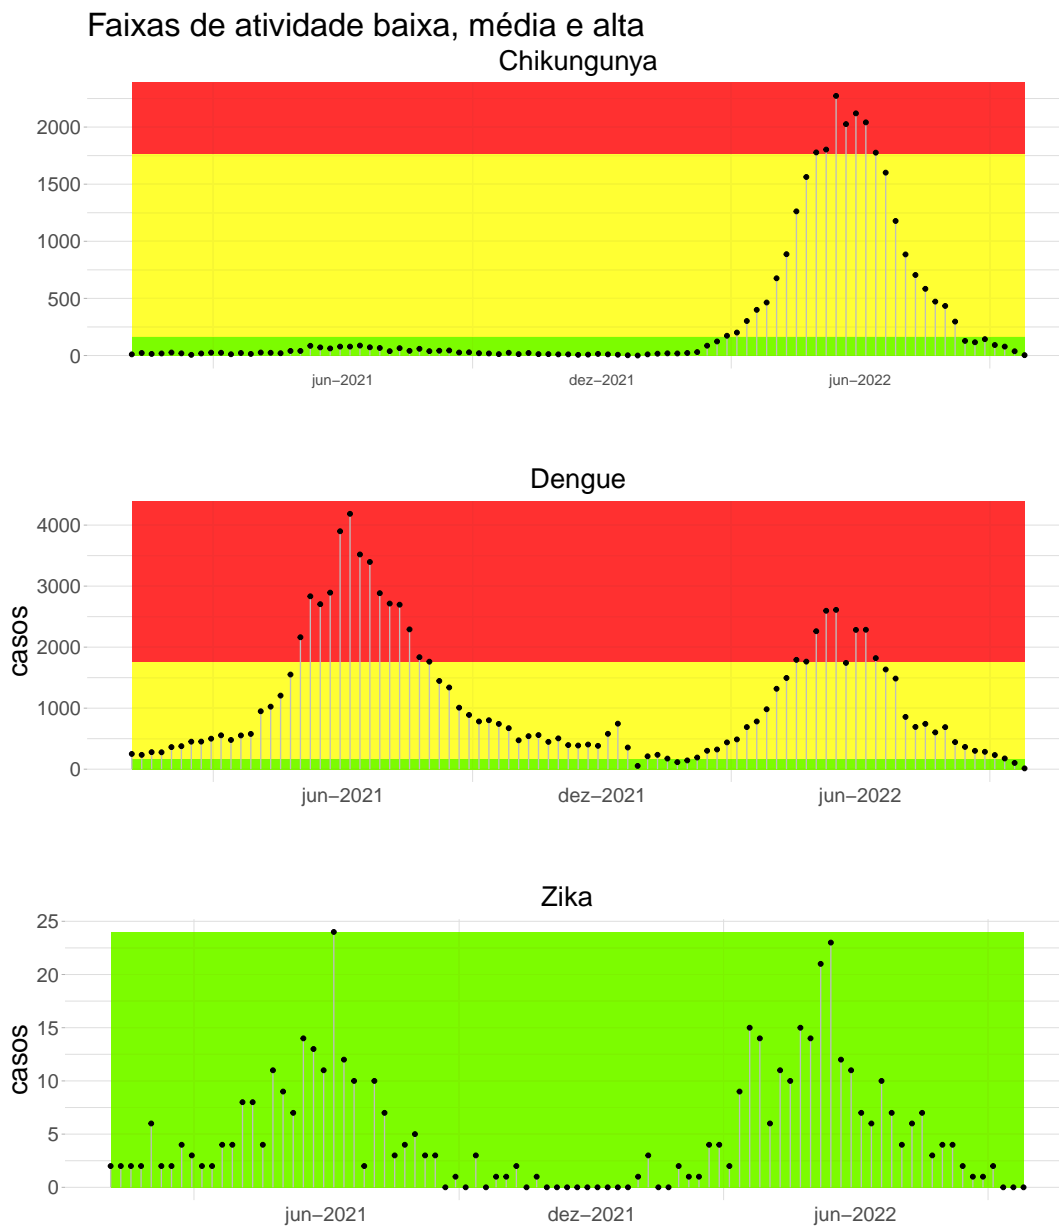 Faixas de atividade baixa, média e alta
Chikungunya
2000
1500
1000
500
0
jun−2021 dez−2021 jun−2022
Dengue
casos
4000
3000
2000
1000
0
jun−2021 dez−2021 jun−2022
Zika
casos
25
20
15
10
5
0
jun−2021 dez−2021 jun−2022